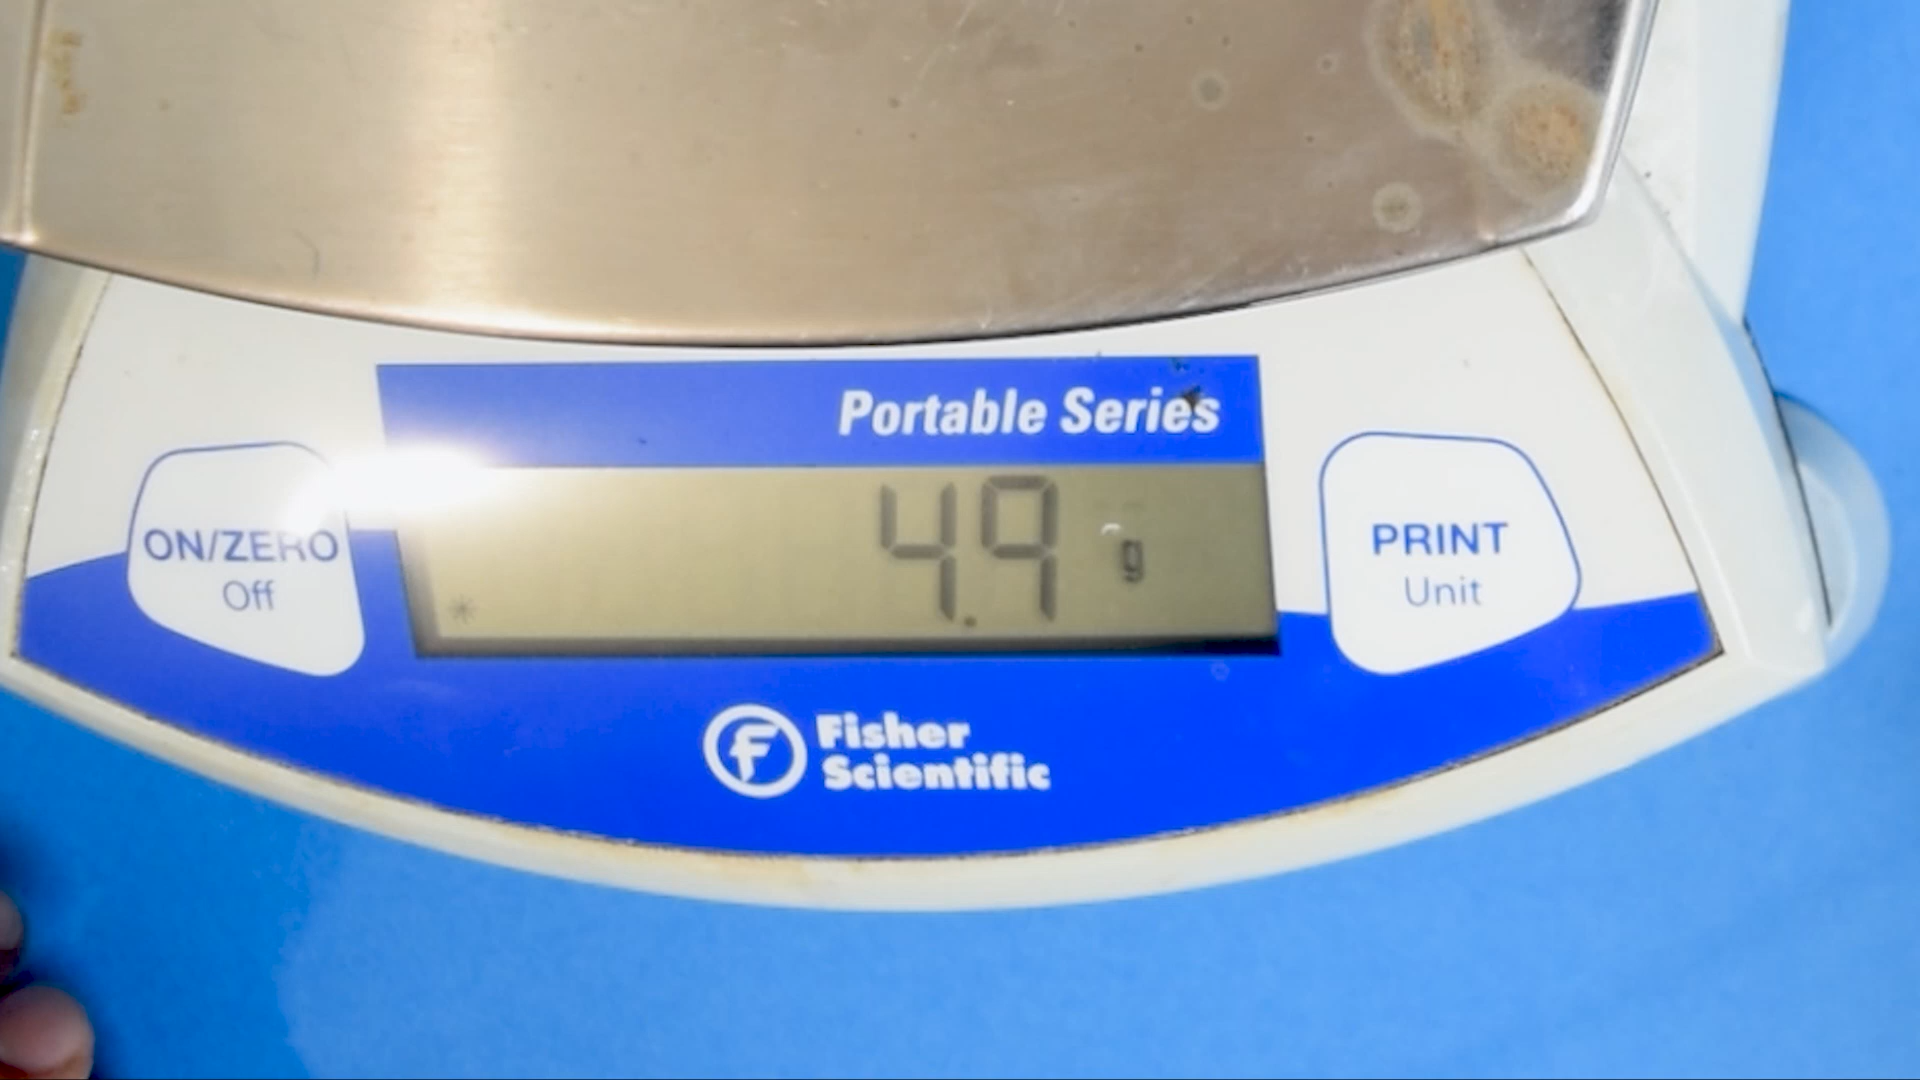 Portable Series
ON/ZERO
Off
* 4.9 g
PRINT
Unit
Fisher
Scientific